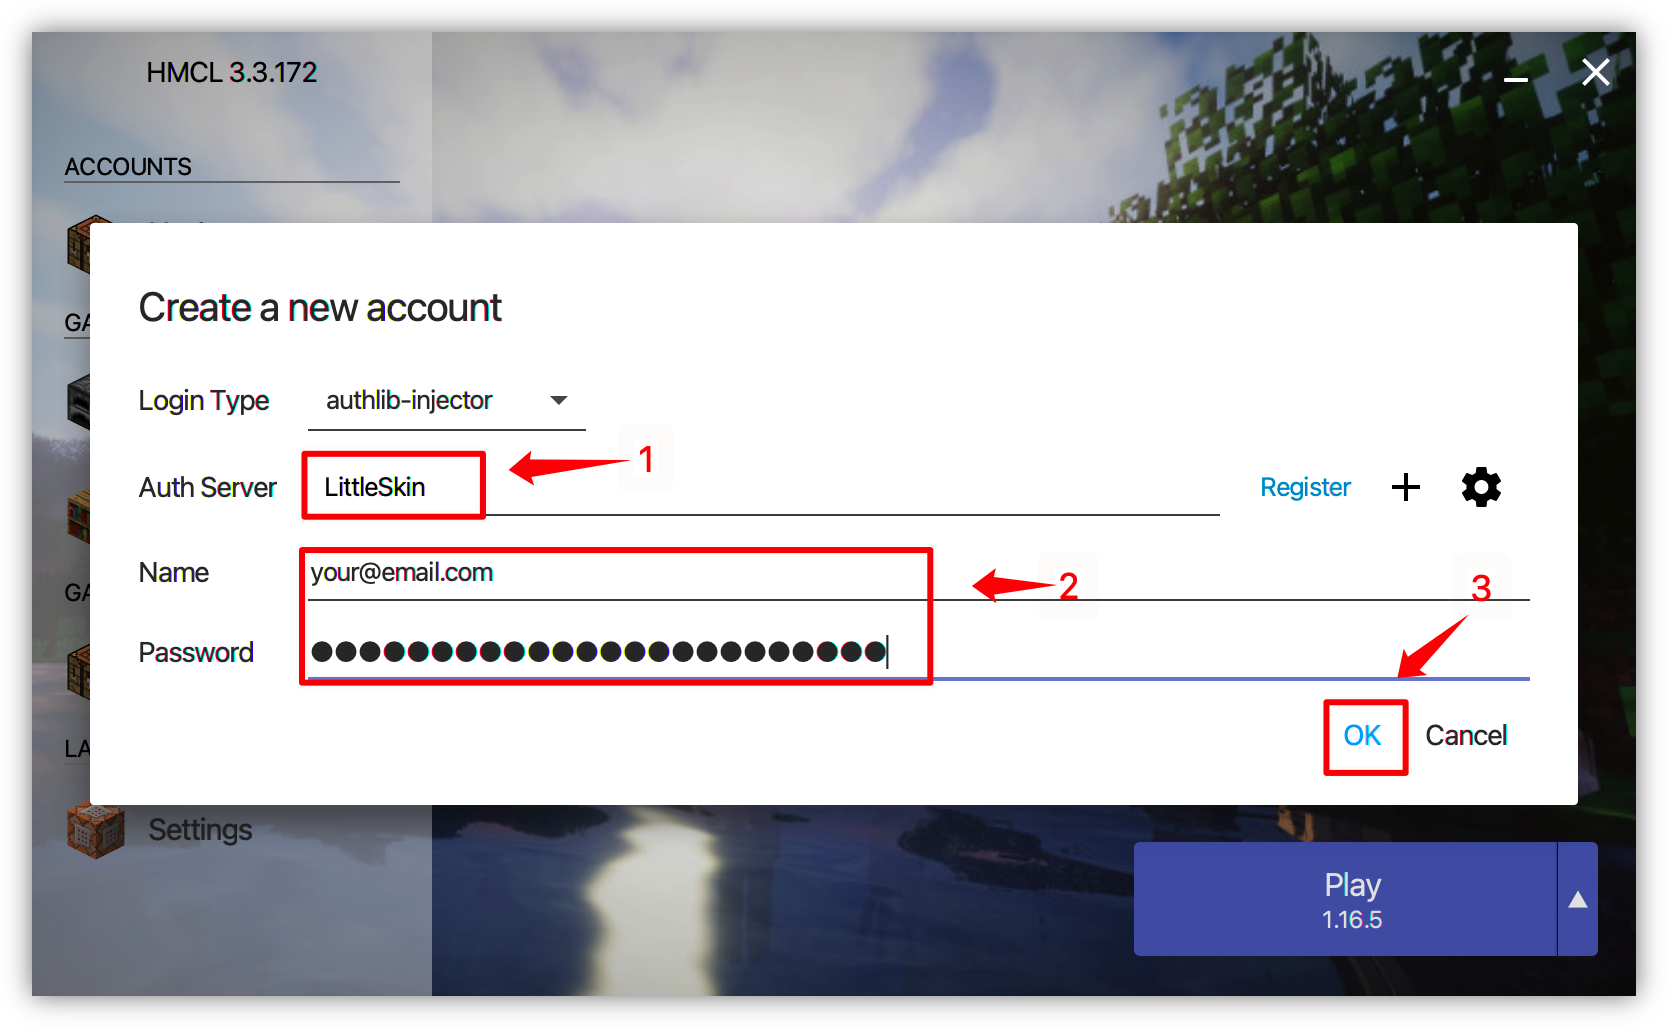 HMCL 3.3.172
ACCOUNTS
GA
Create a new account
Login Type authlib-injector
1
Auth Server LittleSkin Register +
Name your@email.com
2
3
GA
Password ●●●●●●●●●●●●●●●●●●●●●●●●
OK Cancel
LA
Settings
Play
1.16.5